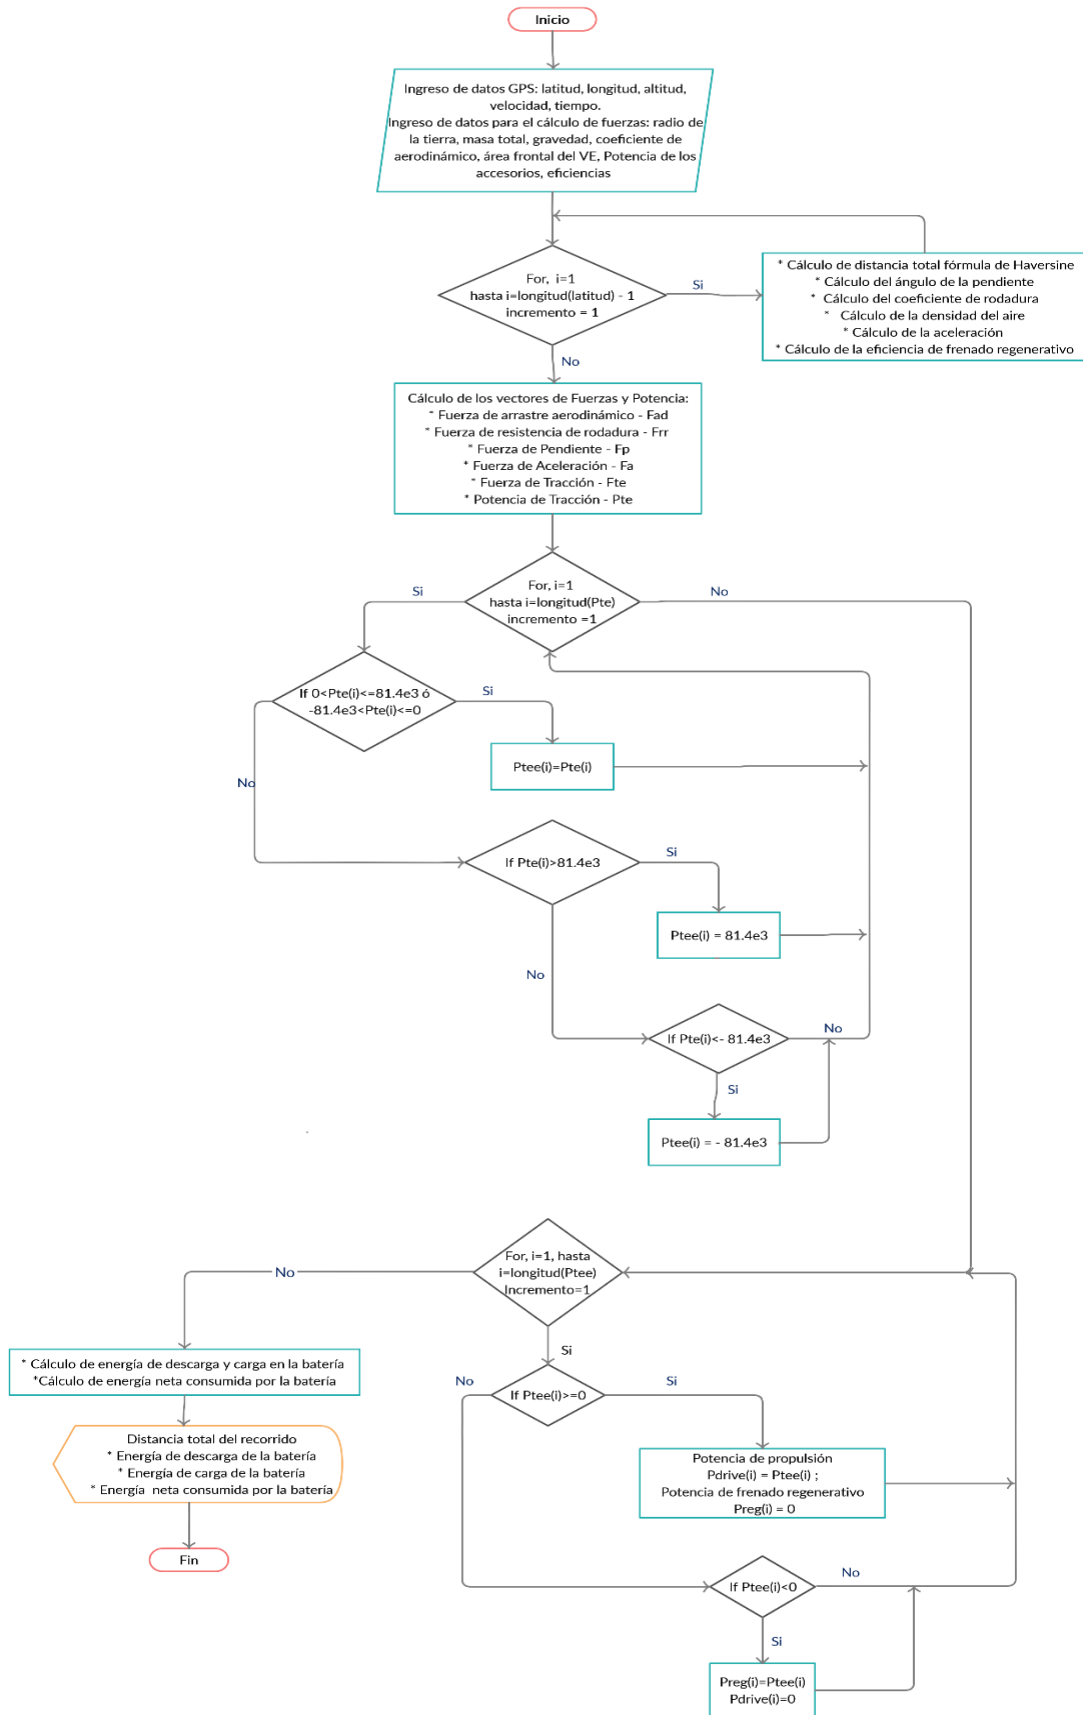 Inicio
Ingreso de datos GPS: latitud, longitud, altitud,
velocidad, tiempo.
Ingreso de datos para el cálculo de fuerzas: radio de
la tierra, masa total, gravedad, coeficiente de
aerodinámico, área frontal del VE, Potencia de los
accesorios, eficiencias
For, i=1
hasta i=longitud(latitud) - 1
incremento = 1
Si
* Cálculo de distancia total fórmula de Haversine
* Cálculo del ángulo de la pendiente
* Cálculo del coeficiente de rodadura
* Cálculo de la densidad del aire
* Cálculo de la aceleración
* Cálculo de la eficiencia de frenado regenerativo
No
Cálculo de los vectores de Fuerzas y Potencia:
* Fuerza de arrastre aerodinámico - Fad
* Fuerza de resistencia de rodadura - Frr
* Fuerza de Pendiente - Fp
* Fuerza de Aceleración - Fa
* Fuerza de Tracción - Fte
* Potencia de Tracción - Pte
For, i=1
hasta i=longitud(Pte)
incremento =1
Si
No
If 0<Pte(i)<=81.4e3 ó
-81.4e3<Pte(i)<=0
Si
Ptee(i)=Pte(i)
No
If Pte(i)>81.4e3
Si
Ptee(i) = 81.4e3
No
If Pte(i)<- 81.4e3
No
Si
Ptee(i) = - 81.4e3
For, i=1, hasta
i=longitud(Ptee)
Incremento=1
No
Si
* Cálculo de energía de descarga y carga en la batería
*Cálculo de energía neta consumida por la batería
If Ptee(i)>=0
No
Si
Distancia total del recorrido
* Energía de descarga de la batería
* Energía de carga de la batería
* Energía neta consumida por la batería
Potencia de propulsión
Pdrive(i) = Ptee(i) ;
Potencia de frenado regenerativo
Preg(i) = 0
Fin
If Ptee(i)<0
No
Si
Preg(i)=Ptee(i)
Pdrive(i)=0